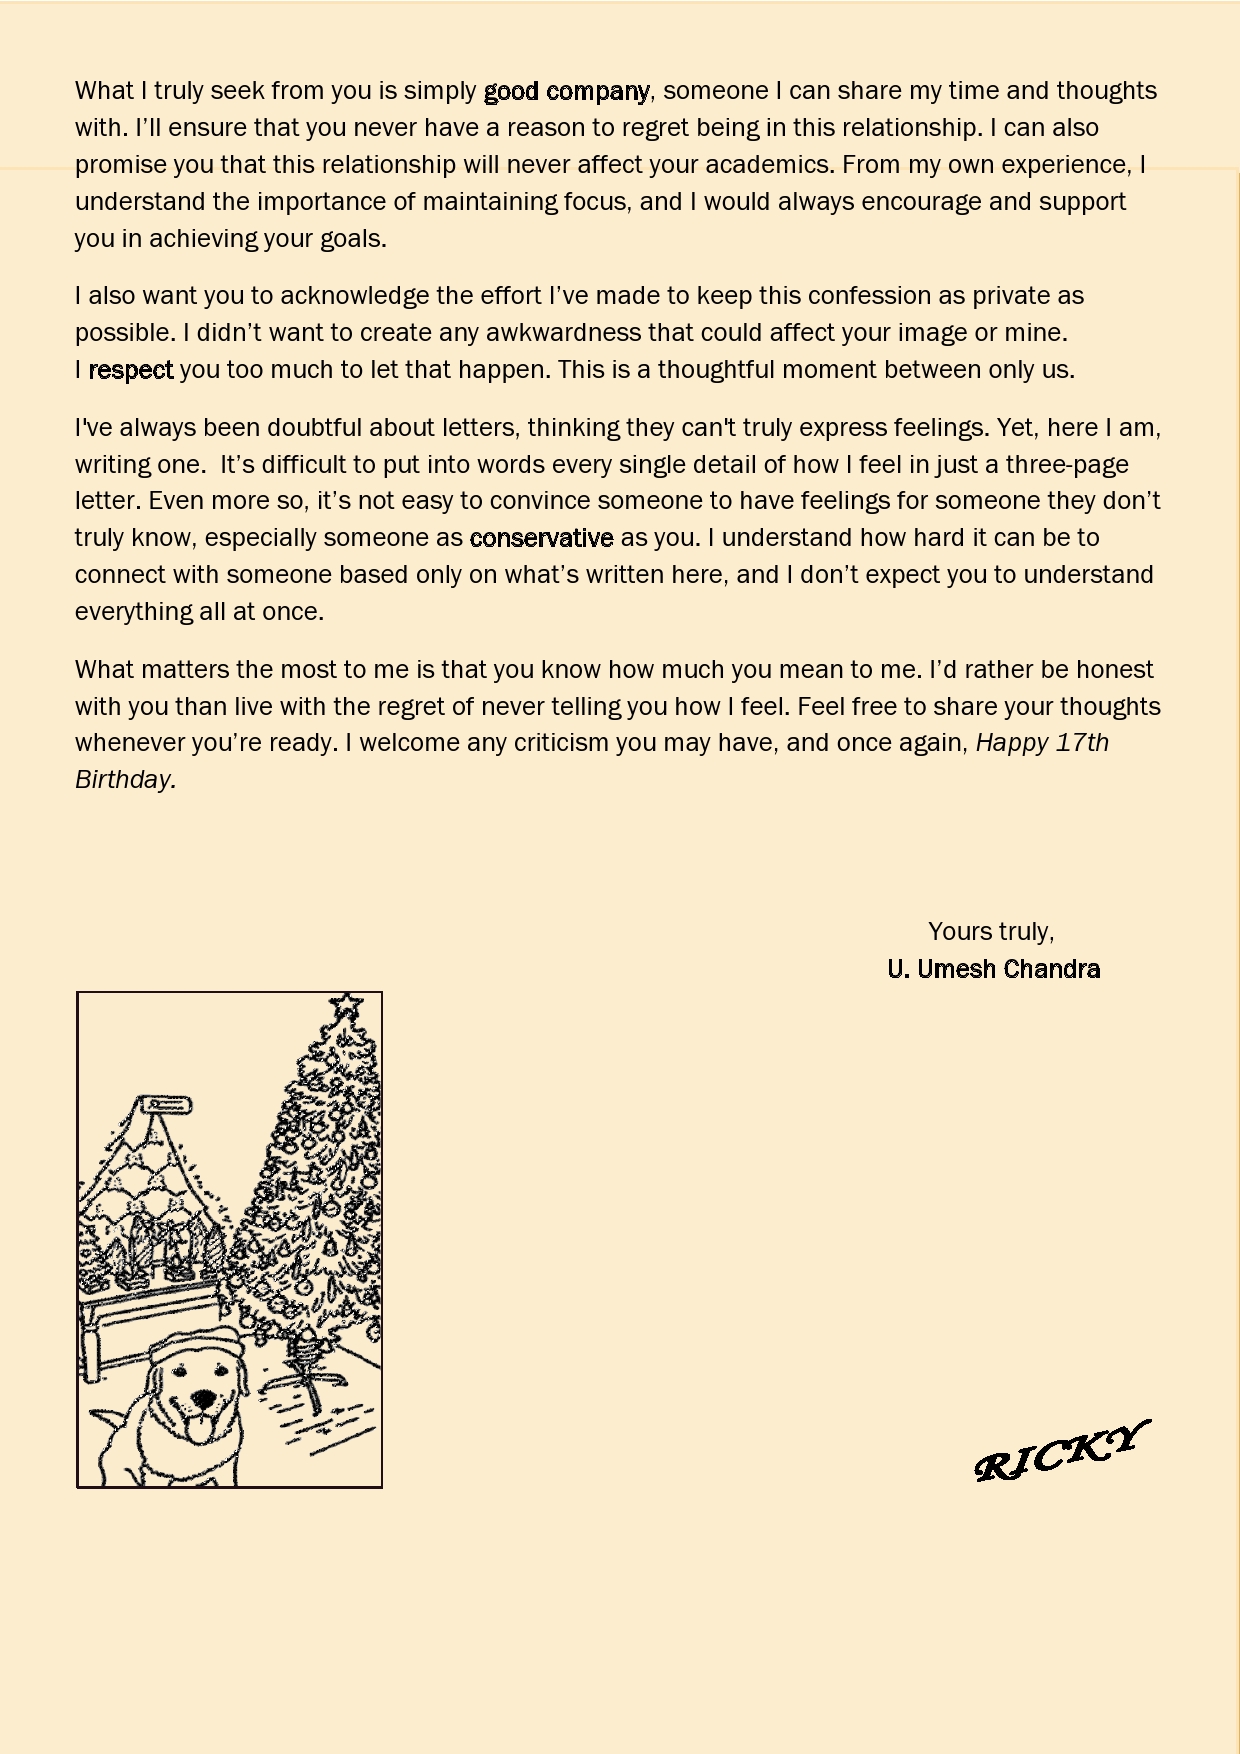 What I truly seek from you is simply good company, someone I can share my time and thoughts
with. I’ll ensure that you never have a reason to regret being in this relationship. I can also
promise you that this relationship will never affect your academics. From my own experience, I
understand the importance of maintaining focus, and I would always encourage and support
you in achieving your goals.
I also want you to acknowledge the effort I’ve made to keep this confession as private as
possible. I didn’t want to create any awkwardness that could affect your image or mine.
I respect you too much to let that happen. This is a thoughtful moment between only us.
I've always been doubtful about letters, thinking they can't truly express feelings. Yet, here I am,
writing one.  It’s difficult to put into words every single detail of how I feel in just a three-page
letter. Even more so, it’s not easy to convince someone to have feelings for someone they don’t
truly know, especially someone as conservative as you. I understand how hard it can be to
connect with someone based only on what’s written here, and I don’t expect you to understand
everything all at once.
What matters the most to me is that you know how much you mean to me. I’d rather be honest
with you than live with the regret of never telling you how I feel. Feel free to share your thoughts
whenever you’re ready. I welcome any criticism you may have, and once again, Happy 17th
Birthday.
Yours truly,
U. Umesh Chandra
RICKY